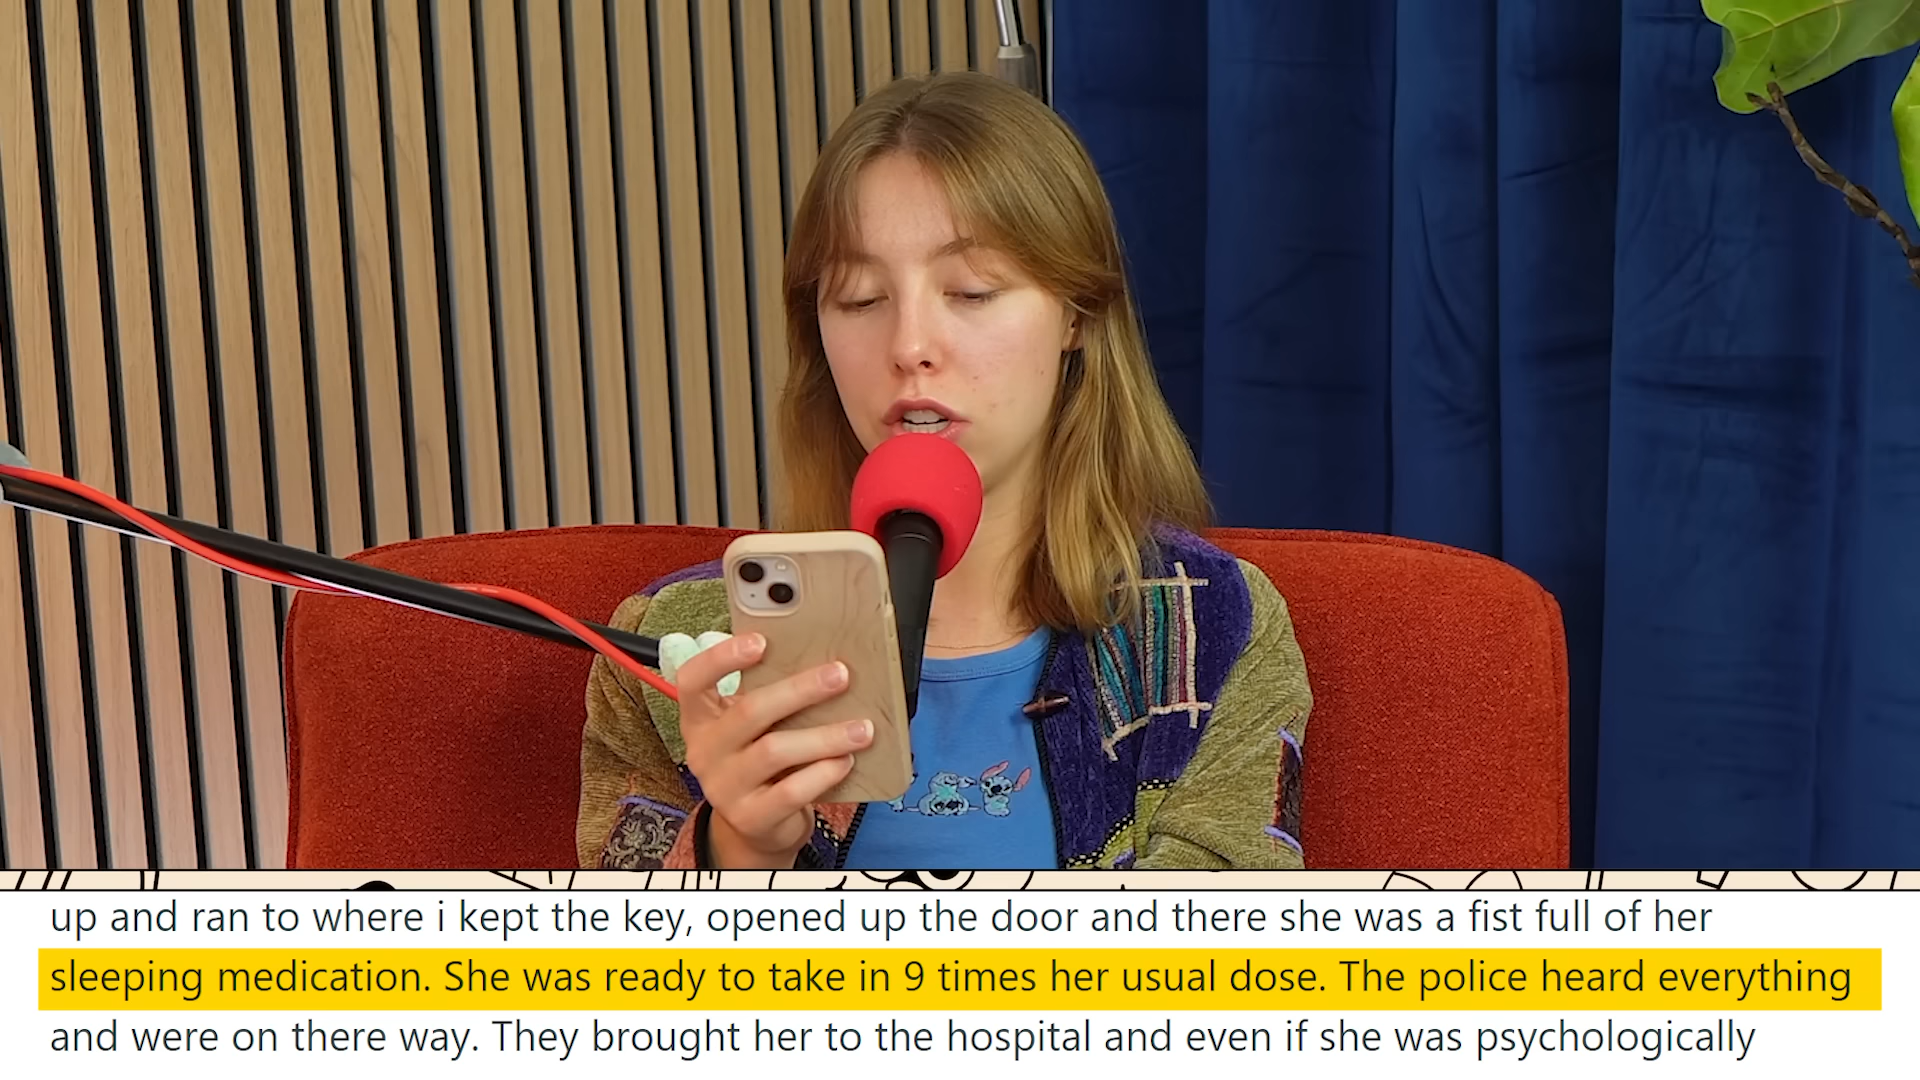 up and ran to where i kept the key, opened up the door and there she was a fist full of her
sleeping medication. She was ready to take in 9 times her usual dose. The police heard everything
and were on there way. They brought her to the hospital and even if she was psychologically